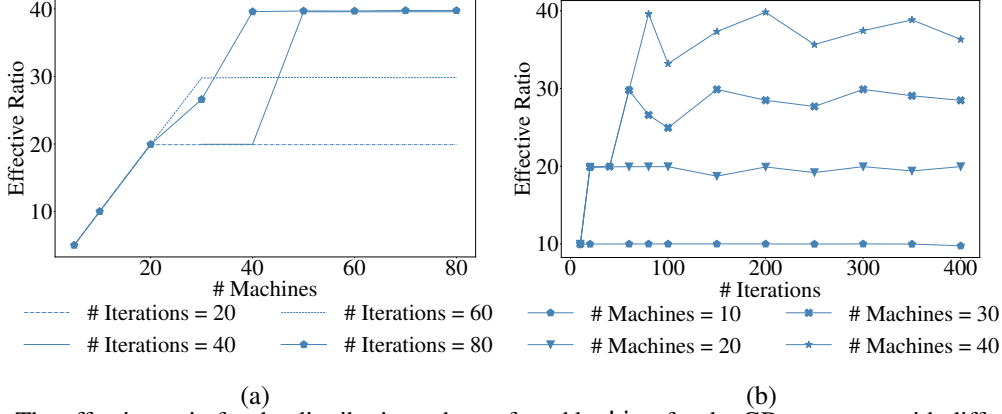 40
30
20
10
Effective Ratio
20 40 60 80
# Machines
# Iterations = 20
# Iterations = 60
# Iterations = 40
# Iterations = 80
(a)
40
30
20
10
Effective Ratio
0 100 200 300 400
# Iterations
# Machines = 10
# Machines = 30
# Machines = 20
# Machines = 40
(b)